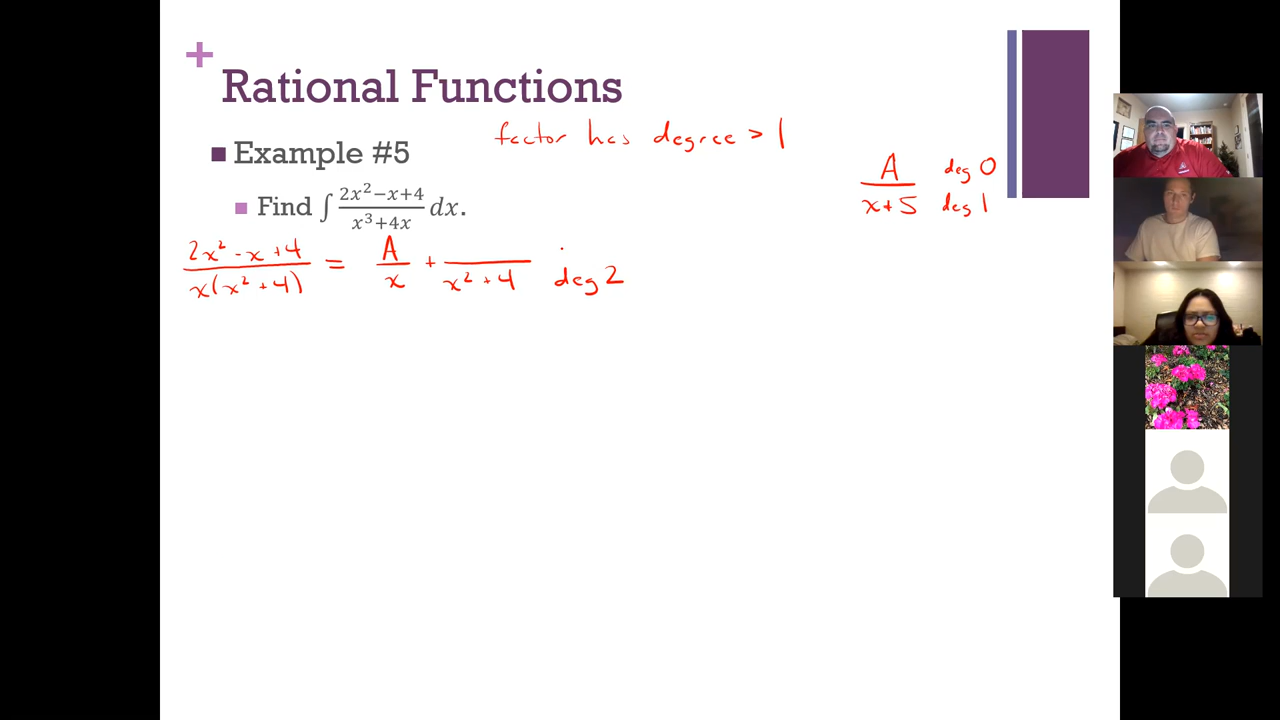 +
Rational Functions
factor has degree > 1
■ Example #5
A deg 0
x+5 deg 1
■ Find ∫ (2x²−x+4)/(x³+4x) dx.
(2x² - x + 4)/(x(x² + 4)) = A/x + /(x² + 4) deg 2